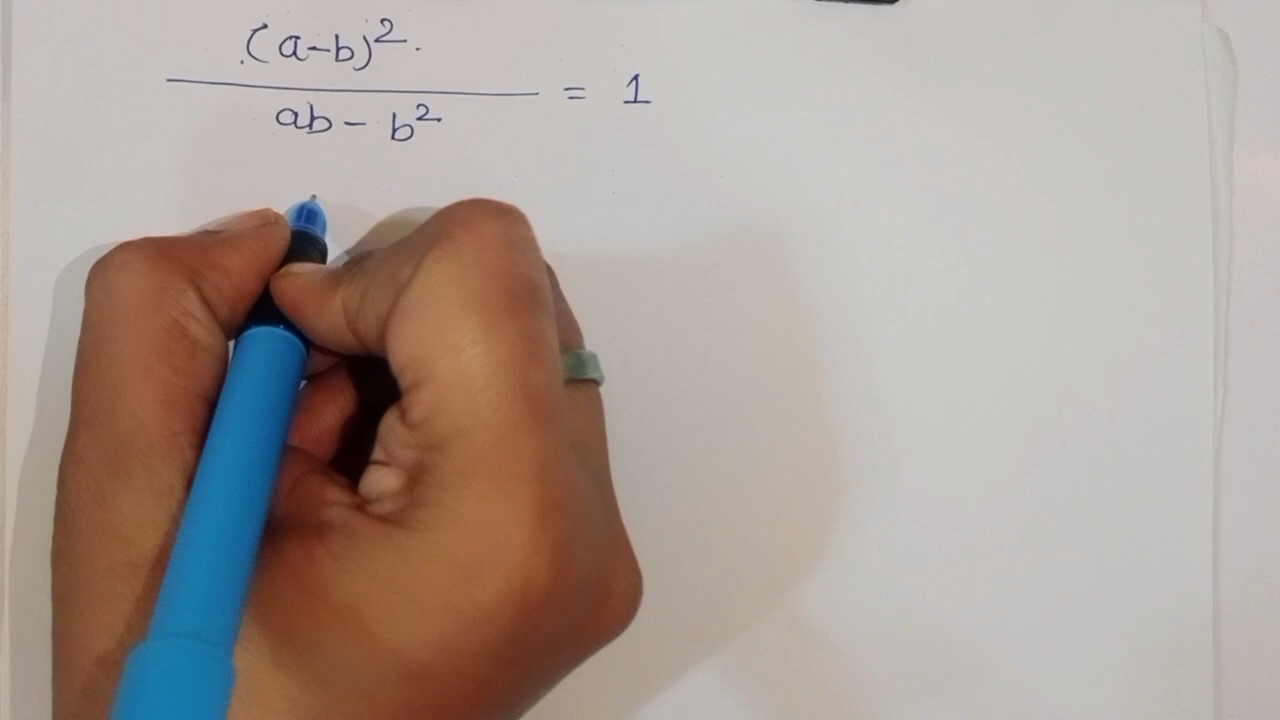 (a-b)²
ab - b² = 1